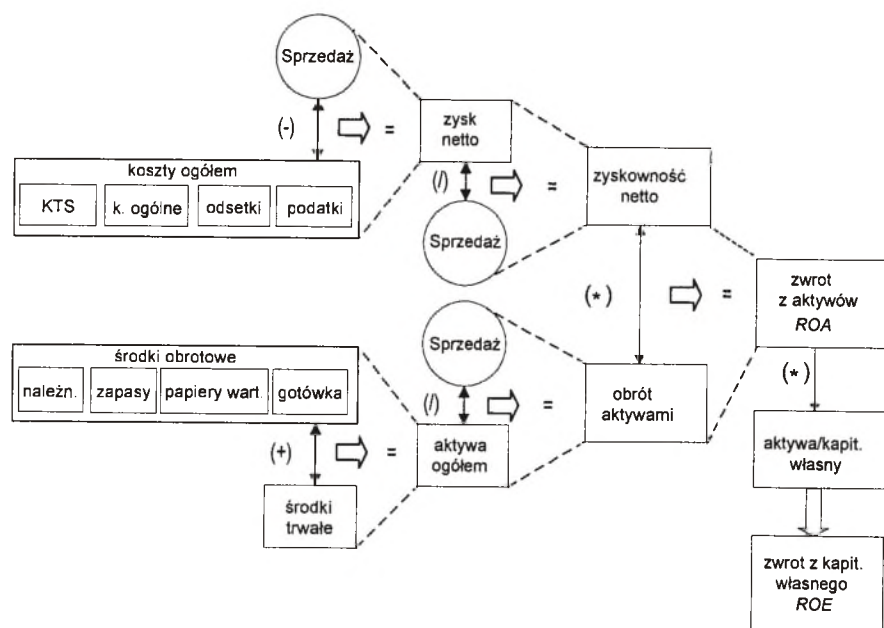 Sprzedaż
(-)
=
zysk
netto
koszty ogółem
KTS
k. ogólne
odsetki
podatki
(/)
=
zyskowność
netto
Sprzedaż
(*)
=
zwrot
z aktywów
ROA
Sprzedaż
środki obrotowe
należn.
zapasy
papiery wart.
gotówka
(/)
=
obrót
aktywami
(*)
(+)
=
aktywa
ogółem
aktywa/kapit.
własny
środki
trwałe
zwrot z kapit.
własnego
ROE